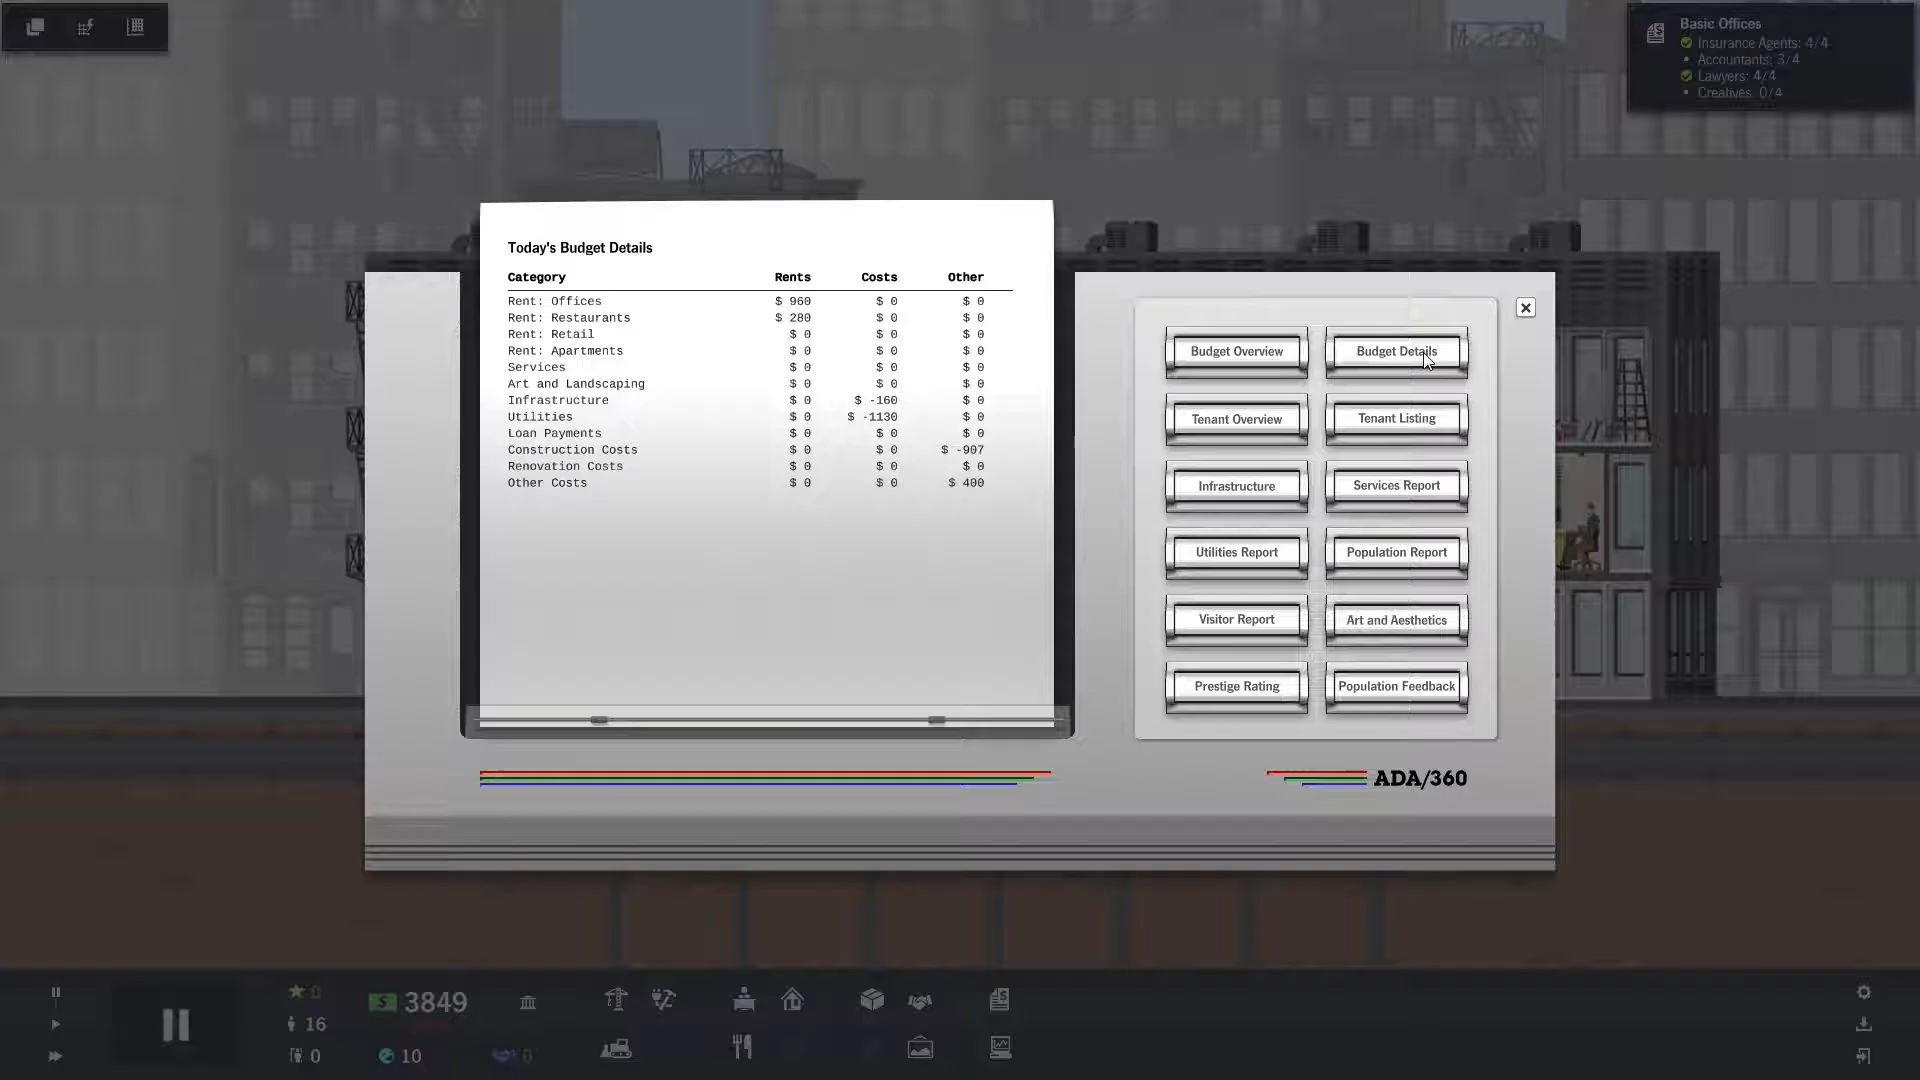 Basic Offices
Insurance Agents: 4/4
Accountants: 3/4
Lawyers: 4/4
Creatives: 0/4
Today's Budget Details
Category Rents Costs Other
Rent: Offices $ 960 $ 0 $ 0
Rent: Restaurants $ 280 $ 0 $ 0
Rent: Retail $ 0 $ 0 $ 0
Rent: Apartments $ 0 $ 0 $ 0
Services $ 0 $ 0 $ 0
Art and Landscaping $ 0 $ 0 $ 0
Infrastructure $ 0 $ -160 $ 0
Utilities $ 0 $ -1130 $ 0
Loan Payments $ 0 $ 0 $ 0
Construction Costs $ 0 $ 0 $ -907
Renovation Costs $ 0 $ 0 $ 0
Other Costs $ 0 $ 0 $ 400
Budget Overview Budget Details
Tenant Overview Tenant Listing
Infrastructure Services Report
Utilities Report Population Report
Visitor Report Art and Aesthetics
Prestige Rating Population Feedback
ADA/360
0
$ 3849
16
0
10
0